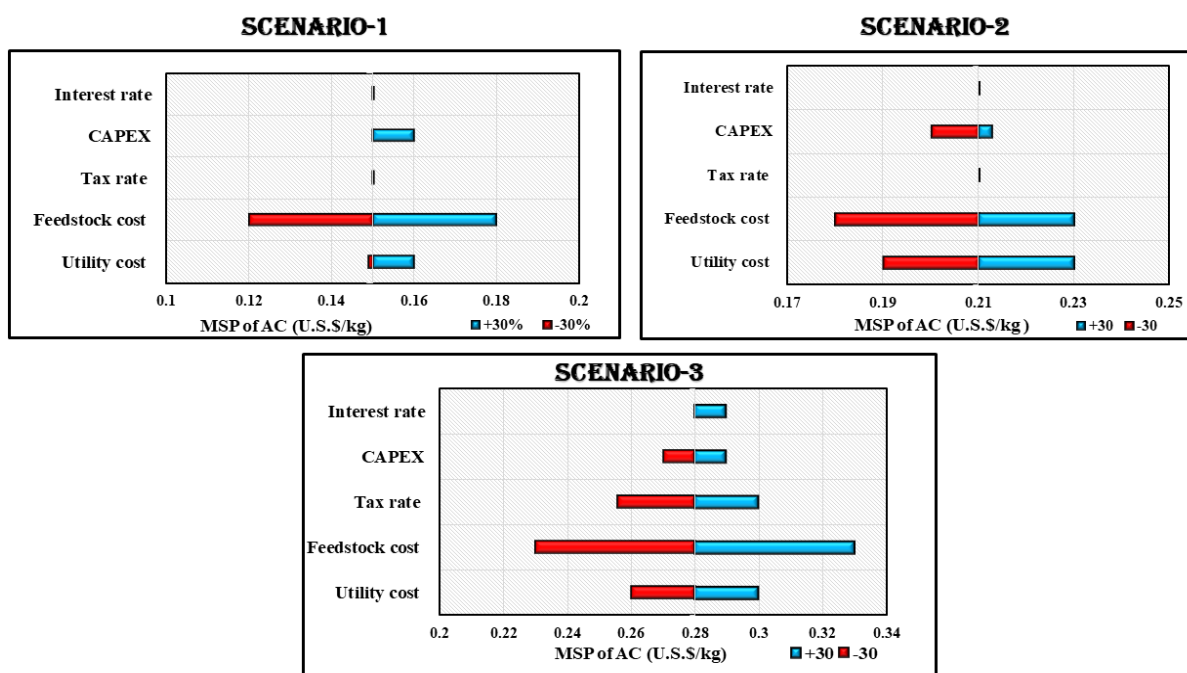 SCENARIO-1
Interest rate
CAPEX
Tax rate
Feedstock cost
Utility cost
0.1 0.12 0.14 0.16 0.18 0.2
MSP of AC (U.S.$/kg) +30% -30%
SCENARIO-2
Interest rate
CAPEX
Tax rate
Feedstock cost
Utility cost
0.17 0.19 0.21 0.23 0.25
MSP of AC (U.S.$/kg) +30 -30
SCENARIO-3
Interest rate
CAPEX
Tax rate
Feedstock cost
Utility cost
0.2 0.22 0.24 0.26 0.28 0.3 0.32 0.34
MSP of AC (U.S.$/kg) +30 -30